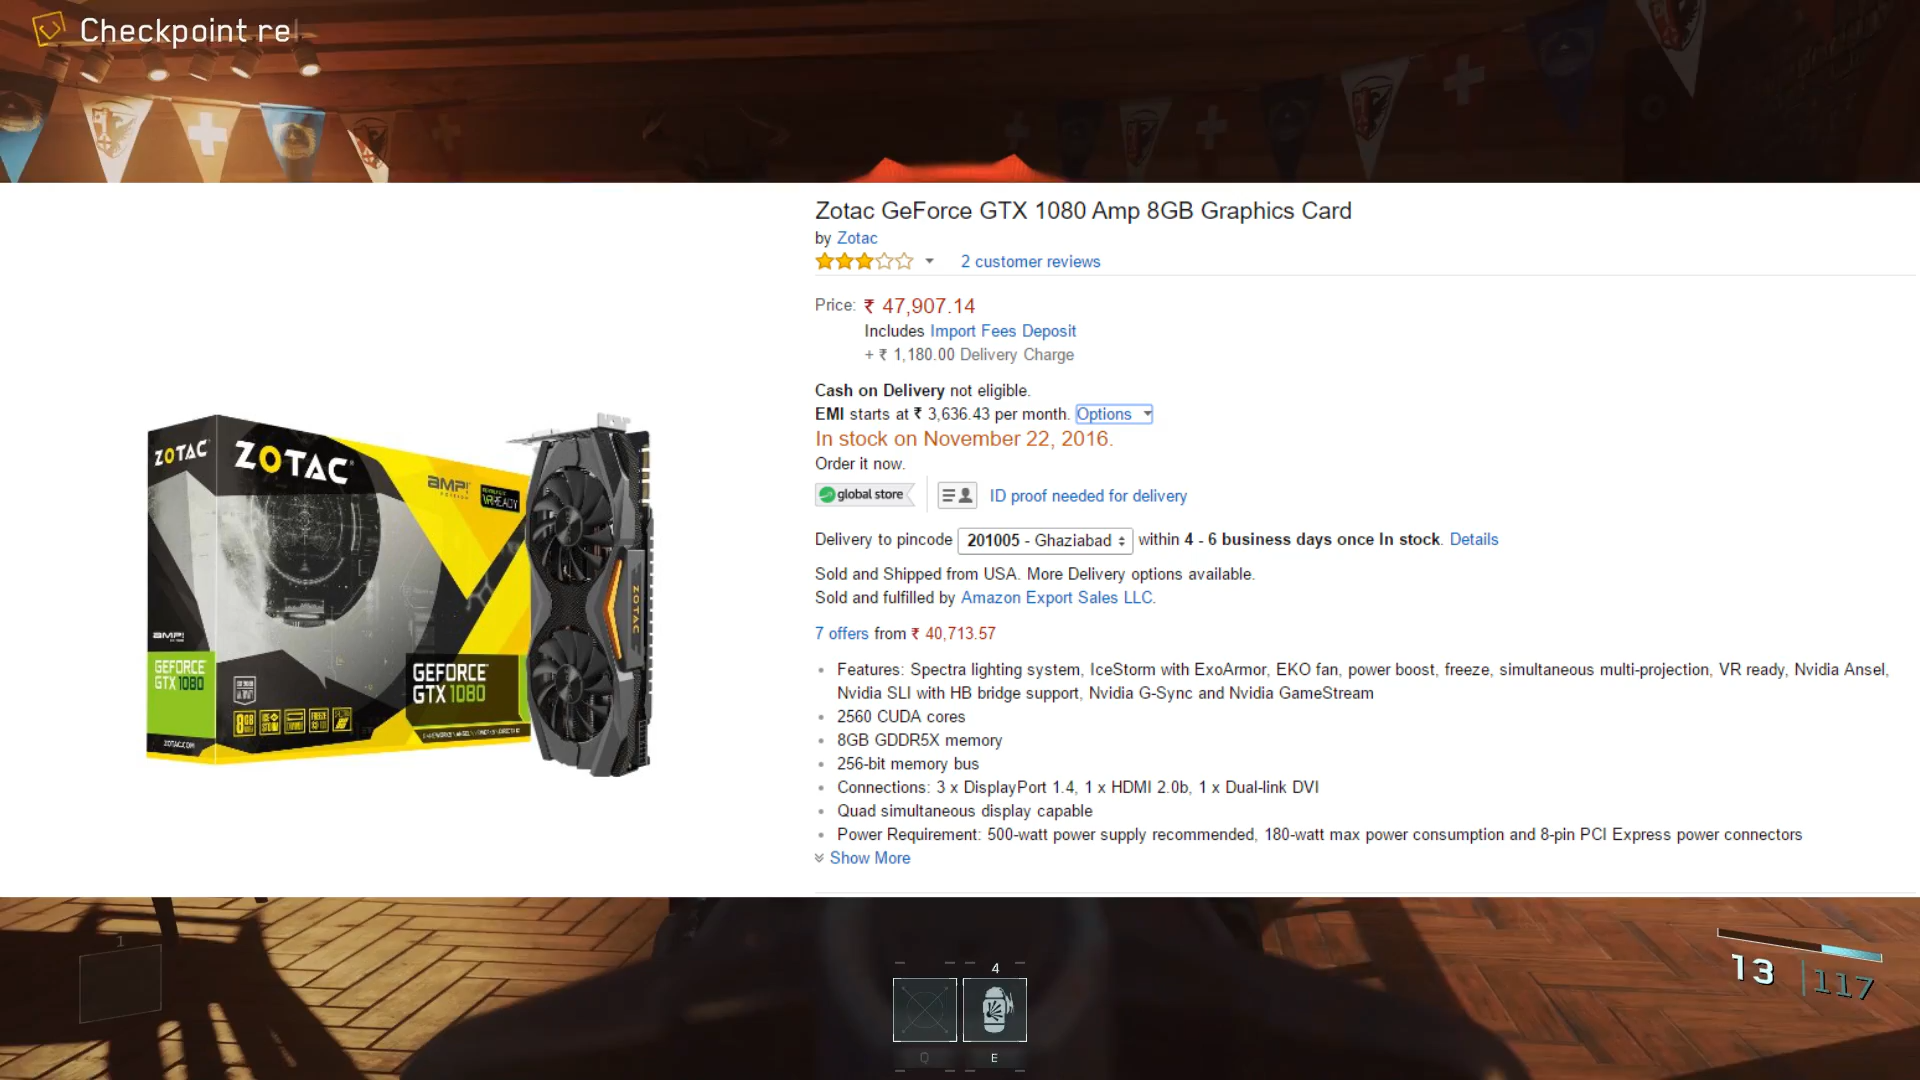 Checkpoint re
Zotac GeForce GTX 1080 Amp 8GB Graphics Card
by Zotac
2 customer reviews
Price: ₹ 47,907.14
Includes Import Fees Deposit
+ ₹ 1,180.00 Delivery Charge
Cash on Delivery not eligible.
EMI starts at ₹ 3,636.43 per month. Options
In stock on November 22, 2016.
Order it now.
global store
ID proof needed for delivery
Delivery to pincode 201005 - Ghaziabad within 4 - 6 business days once In stock. Details
Sold and Shipped from USA. More Delivery options available.
Sold and fulfilled by Amazon Export Sales LLC.
7 offers from ₹ 40,713.57
Features: Spectra lighting system, IceStorm with ExoArmor, EKO fan, power boost, freeze, simultaneous multi-projection, VR ready, Nvidia Ansel,
Nvidia SLI with HB bridge support, Nvidia G-Sync and Nvidia GameStream
2560 CUDA cores
8GB GDDR5X memory
256-bit memory bus
Connections: 3 x DisplayPort 1.4, 1 x HDMI 2.0b, 1 x Dual-link DVI
Quad simultaneous display capable
Power Requirement: 500-watt power supply recommended, 180-watt max power consumption and 8-pin PCI Express power connectors
Show More
ZOTAC
ZOTAC
AMP!
VR READY
ZOTAC
AMP!
GEFORCE
GTX 1080
GEFORCE
GTX 1080
8GB
ZOTAC.COM
1
4
Q
E
13
117